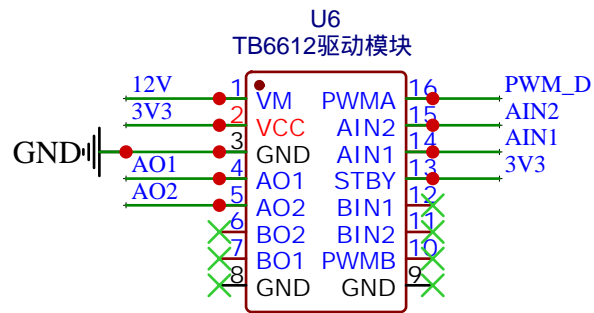 U6
TB6612驱动模块
12V 1 VM PWMA 16 PWM_D
3V3 2 VCC AIN2 15 AIN2
GND 3 GND AIN1 14 AIN1
AO1 4 AO1 STBY 13 3V3
AO2 5 AO2 BIN1 12
6 BO2 BIN2 11
7 BO1 PWMB 10
8 GND GND 9